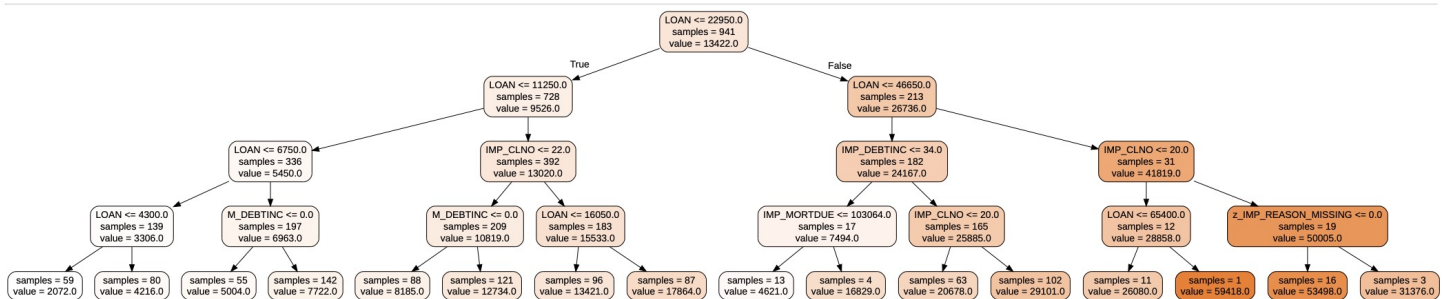 LOAN <= 22950.0
samples = 941
value = 13422.0
True
False
LOAN <= 11250.0
samples = 728
value = 9526.0
LOAN <= 46650.0
samples = 213
value = 26736.0
LOAN <= 6750.0
samples = 336
value = 5450.0
IMP_CLNO <= 22.0
samples = 392
value = 13020.0
IMP_DEBTINC <= 34.0
samples = 182
value = 24167.0
IMP_CLNO <= 20.0
samples = 31
value = 41819.0
LOAN <= 4300.0
samples = 139
value = 3306.0
M_DEBTINC <= 0.0
samples = 197
value = 6963.0
M_DEBTINC <= 0.0
samples = 209
value = 10819.0
LOAN <= 16050.0
samples = 183
value = 15533.0
IMP_MORTDUE <= 103064.0
samples = 17
value = 7494.0
IMP_CLNO <= 20.0
samples = 165
value = 25885.0
LOAN <= 65400.0
samples = 12
value = 28858.0
z_IMP_REASON_MISSING <= 0.0
samples = 19
value = 50005.0
samples = 59
value = 2072.0
samples = 80
value = 4216.0
samples = 55
value = 5004.0
samples = 142
value = 7722.0
samples = 88
value = 8185.0
samples = 121
value = 12734.0
samples = 96
value = 13421.0
samples = 87
value = 17864.0
samples = 13
value = 4621.0
samples = 4
value = 16829.0
samples = 63
value = 20678.0
samples = 102
value = 29101.0
samples = 11
value = 26080.0
samples = 1
value = 59418.0
samples = 16
value = 53498.0
samples = 3
value = 31376.0